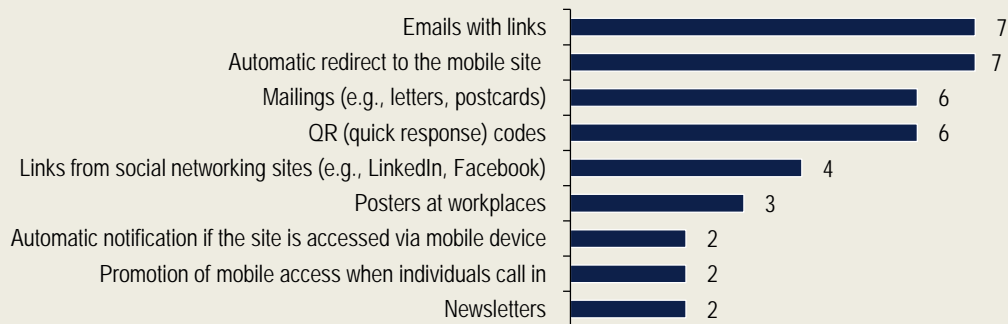 Emails with links 7
Automatic redirect to the mobile site 7
Mailings (e.g., letters, postcards) 6
QR (quick response) codes 6
Links from social networking sites (e.g., LinkedIn, Facebook) 4
Posters at workplaces 3
Automatic notification if the site is accessed via mobile device 2
Promotion of mobile access when individuals call in 2
Newsletters 2